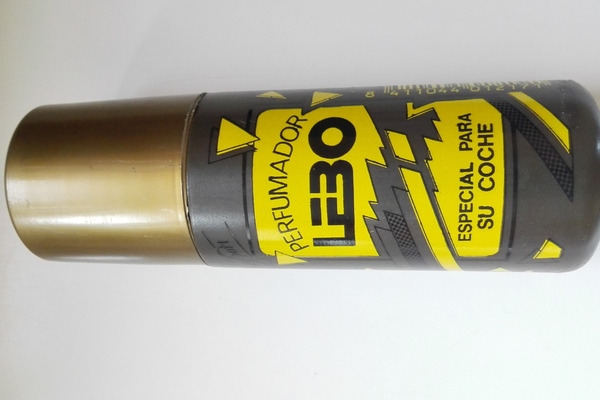 PERFUMADOR
LEBO
ESPECIAL PARA
SU COCHE